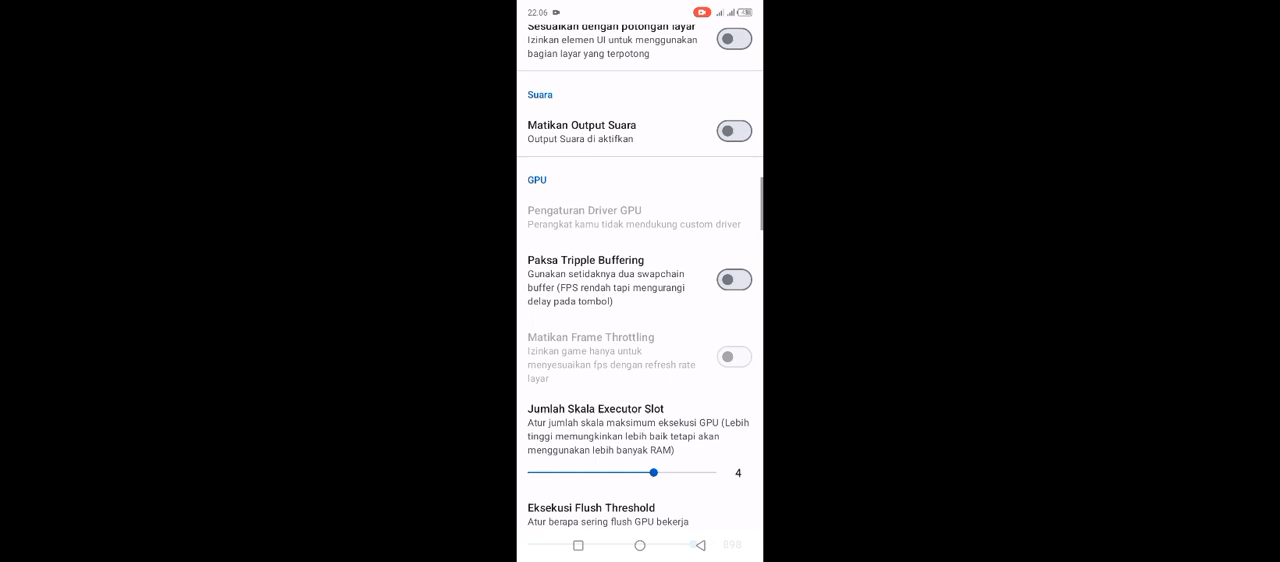 22.06
Sesuaikan dengan potongan layar
Izinkan elemen UI untuk menggunakan
bagian layar yang terpotong
Suara
Matikan Output Suara
Output Suara di aktifkan
GPU
Pengaturan Driver GPU
Perangkat kamu tidak mendukung custom driver
Paksa Tripple Buffering
Gunakan setidaknya dua swapchain
buffer (FPS rendah tapi mengurangi
delay pada tombol)
Matikan Frame Throttling
Izinkan game hanya untuk
menyesuaikan fps dengan refresh rate
layar
Jumlah Skala Executor Slot
Atur jumlah skala maksimum eksekusi GPU (Lebih
tinggi memungkinkan lebih baik tetapi akan
menggunakan lebih banyak RAM)
4
Eksekusi Flush Threshold
Atur berapa sering flush GPU bekerja
898